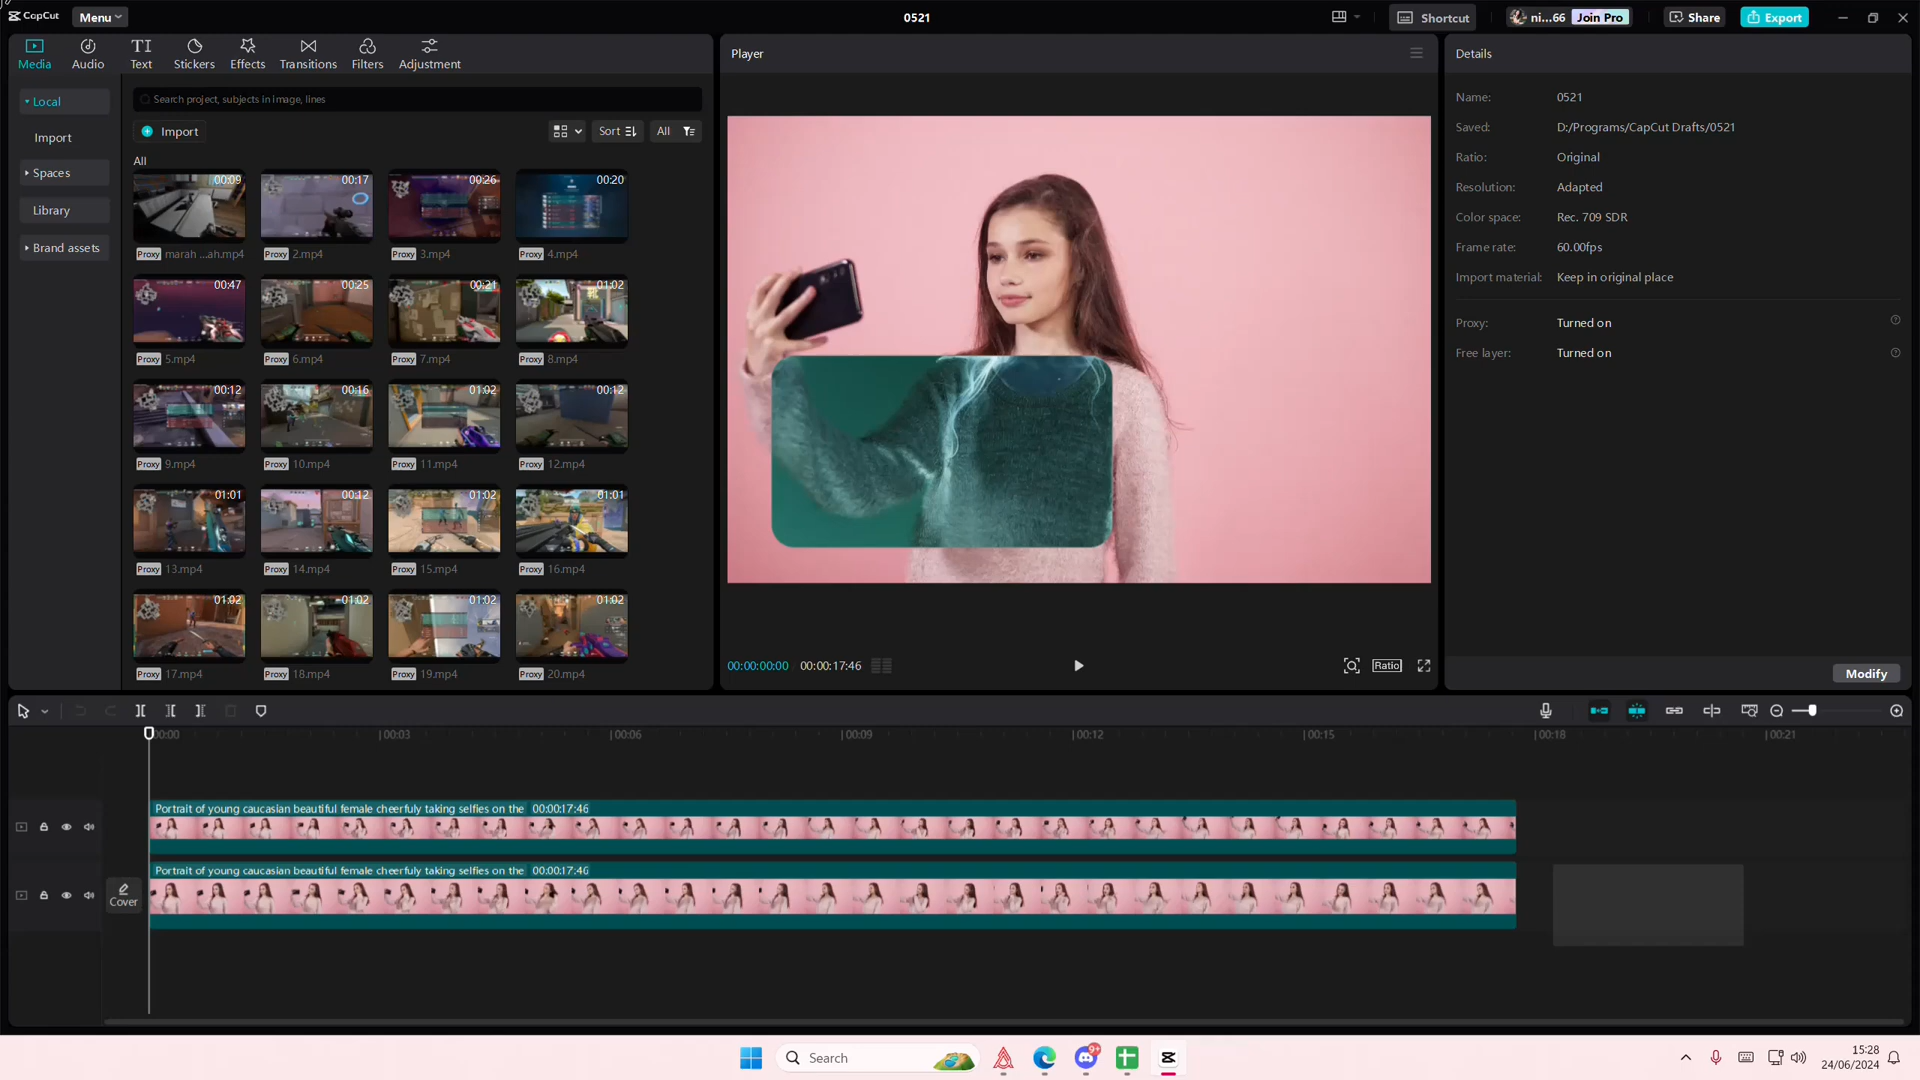 CapCut
Menu
0521
Shortcut
ni...66
Join Pro
Share
Export
Media
Audio
Text
Stickers
Effects
Transitions
Filters
Adjustment
Local
Import
Spaces
Library
Brand assets
Search project, subjects in image, lines
Import
Sort
All
All
00:09
00:17
00:26
00:20
Proxy marah ...ah.mp4
Proxy 2.mp4
Proxy 3.mp4
Proxy 4.mp4
00:47
00:25
00:21
01:02
Proxy 5.mp4
Proxy 6.mp4
Proxy 7.mp4
Proxy 8.mp4
00:12
00:16
01:02
00:12
Proxy 9.mp4
Proxy 10.mp4
Proxy 11.mp4
Proxy 12.mp4
01:01
00:12
01:02
01:01
Proxy 13.mp4
Proxy 14.mp4
Proxy 15.mp4
Proxy 16.mp4
01:02
01:02
01:02
01:02
Proxy 17.mp4
Proxy 18.mp4
Proxy 19.mp4
Proxy 20.mp4
Player
00:00:00:00
00:00:17:46
Ratio
Details
Name: 0521
Saved: D:/Programs/CapCut Drafts/0521
Ratio: Original
Resolution: Adapted
Color space: Rec. 709 SDR
Frame rate: 60.00fps
Import material: Keep in original place
Proxy: Turned on
Free layer: Turned on
Modify
00:00
00:03
00:06
00:09
00:12
00:15
00:18
00:21
Portrait of young caucasian beautiful female cheerfuly taking selfies on the 00:00:17:46
Portrait of young caucasian beautiful female cheerfuly taking selfies on the 00:00:17:46
Cover
Search
9+
15:28
24/06/2024